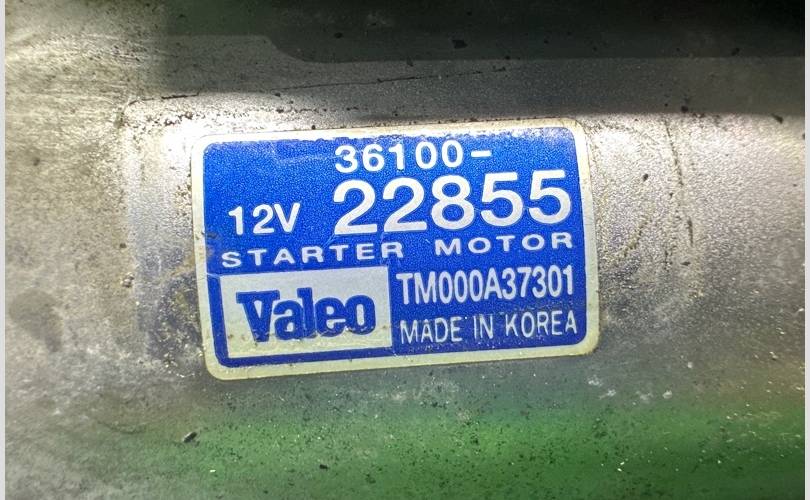 36100-
12V 22855
STARTER MOTOR
Valeo TM000A37301
MADE IN KOREA